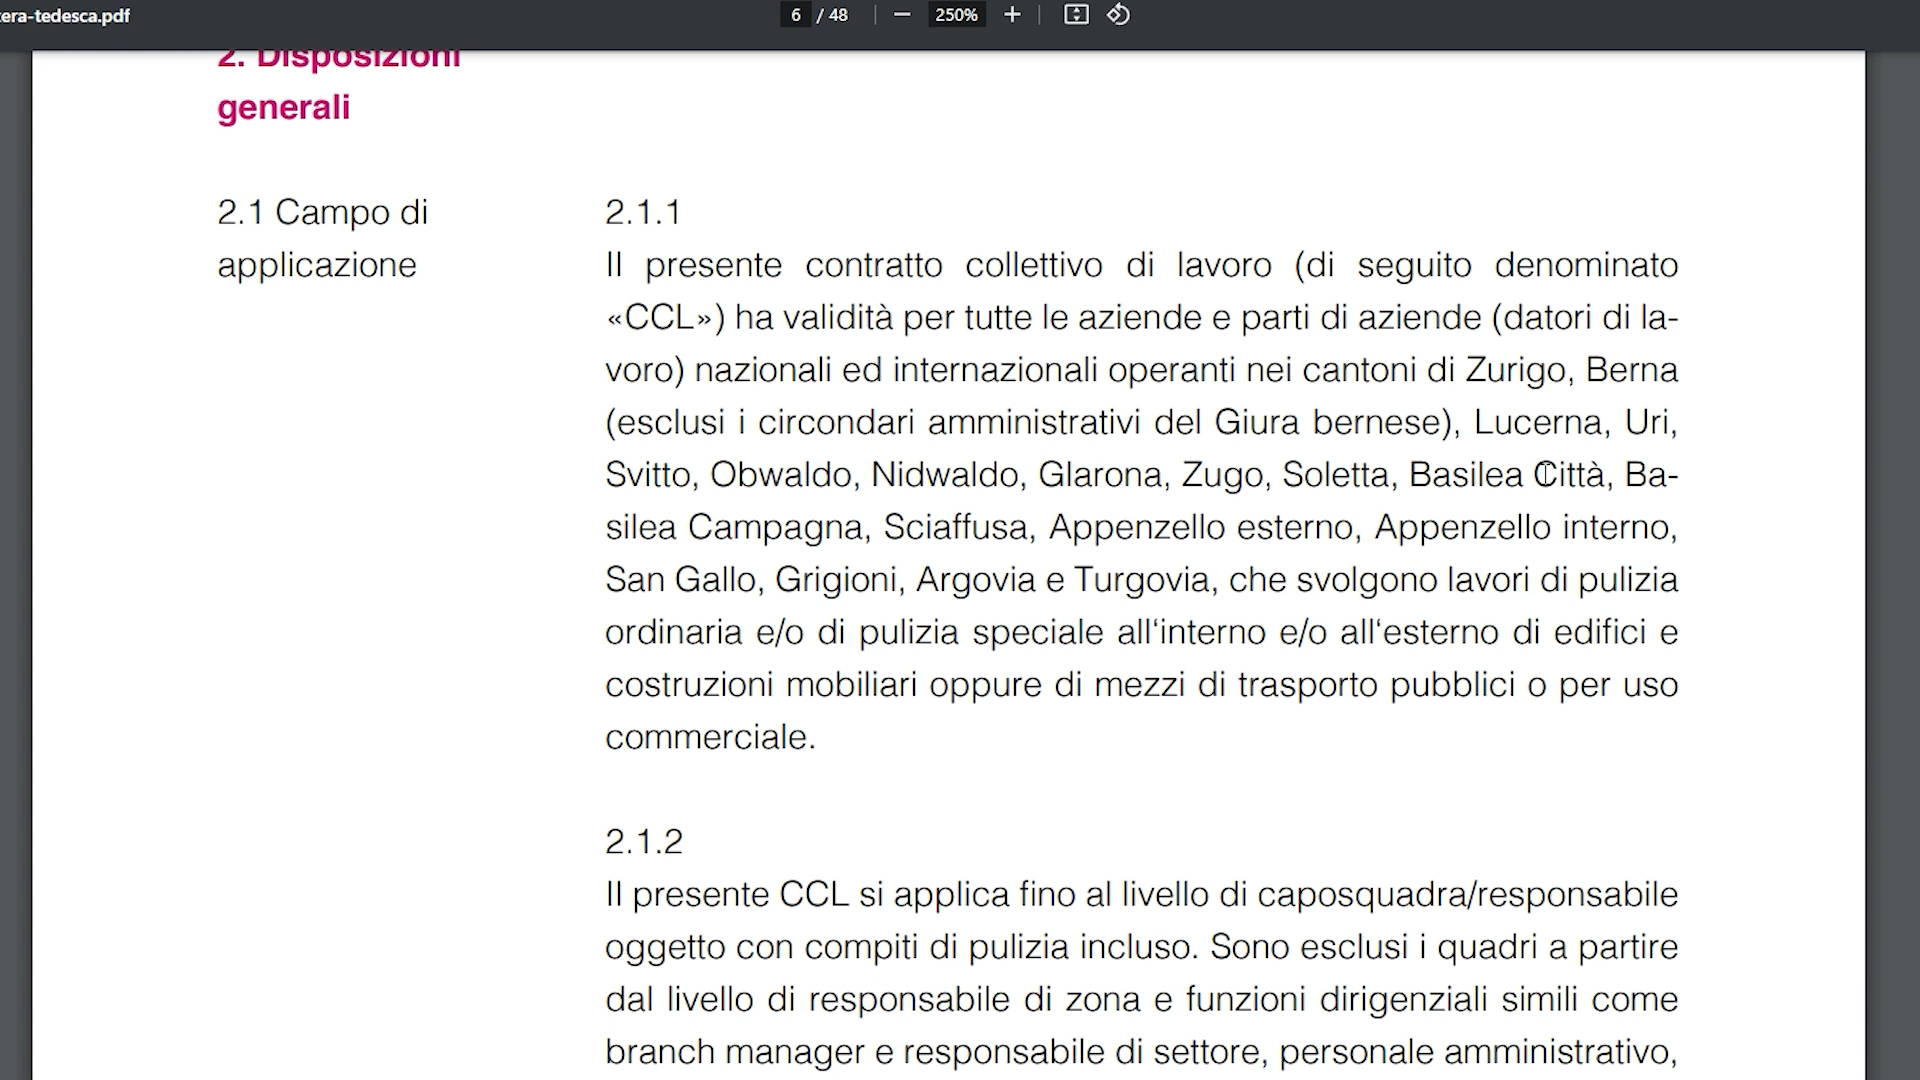 era-tedesca.pdf
6 / 48
250%
2. Disposizioni
generali
2.1 Campo di
applicazione
2.1.1
Il presente contratto collettivo di lavoro (di seguito denominato
«CCL») ha validità per tutte le aziende e parti di aziende (datori di la-
voro) nazionali ed internazionali operanti nei cantoni di Zurigo, Berna
(esclusi i circondari amministrativi del Giura bernese), Lucerna, Uri,
Svitto, Obwaldo, Nidwaldo, Glarona, Zugo, Soletta, Basilea Città, Ba-
silea Campagna, Sciaffusa, Appenzello esterno, Appenzello interno,
San Gallo, Grigioni, Argovia e Turgovia, che svolgono lavori di pulizia
ordinaria e/o di pulizia speciale all‘interno e/o all‘esterno di edifici e
costruzioni mobiliari oppure di mezzi di trasporto pubblici o per uso
commerciale.
2.1.2
Il presente CCL si applica fino al livello di caposquadra/responsabile
oggetto con compiti di pulizia incluso. Sono esclusi i quadri a partire
dal livello di responsabile di zona e funzioni dirigenziali simili come
branch manager e responsabile di settore, personale amministrativo,